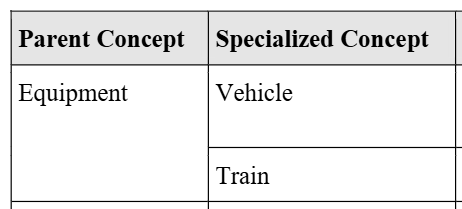 Parent Concept Specialized Concept
Equipment Vehicle
Train